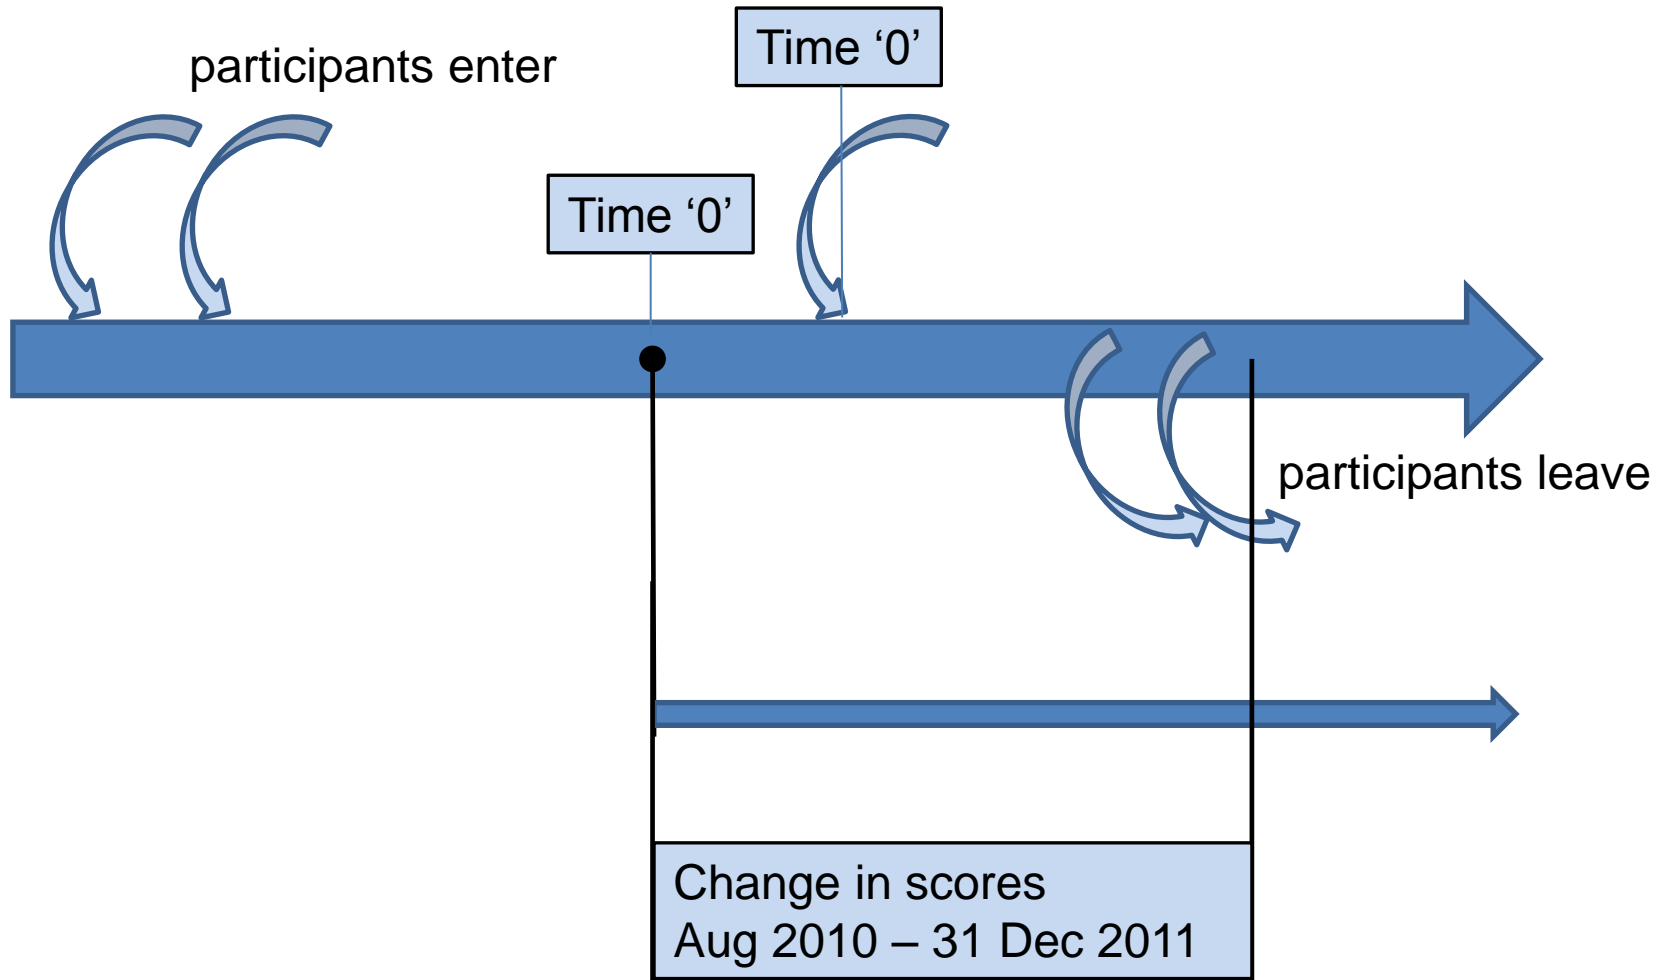 participants enter
Time ‘0’
Time ‘0’
participants leave
Change in scores
Aug 2010 – 31 Dec 2011